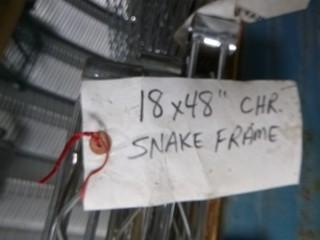 18x48" CHR.
SNAKE FRAME